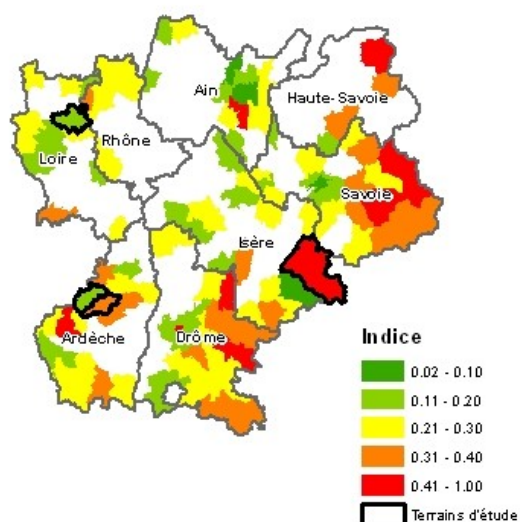 Ain
Haute-Savoie
Rhône
Loire
Savoie
Isère
Ardèche
Drôme
Indice
0.02 - 0.10
0.11 - 0.20
0.21 - 0.30
0.31 - 0.40
0.41 - 1.00
Terrains d'étude